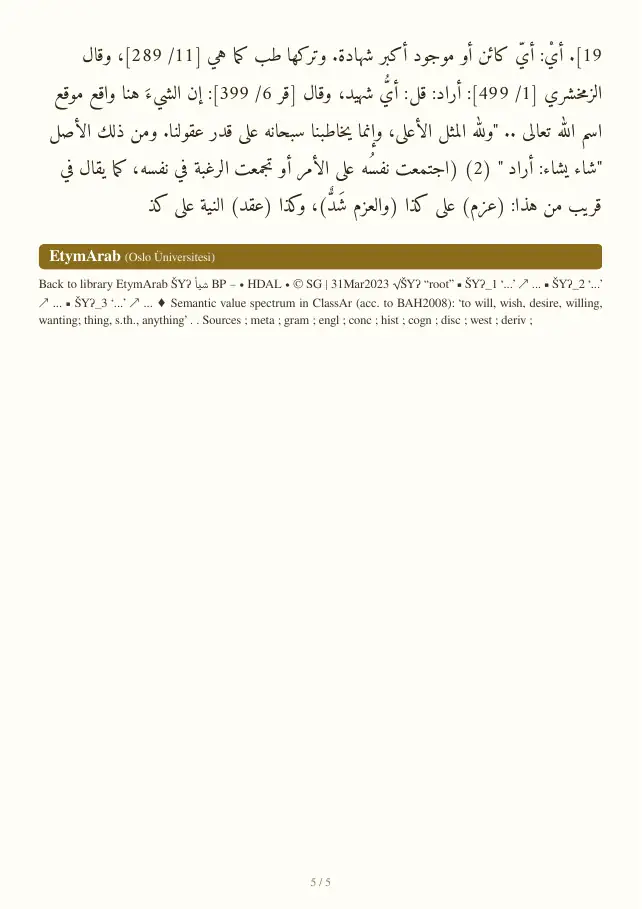 19]. أيْ: أيّ كائن أو موجود أكبر شهادة. وتركها طب كما هي [11/ 289]، وقال
الزمخشري [1/ 499]: أراد: قل: أيُّ شهيد، وقال [قر 6/ 399]: إن الشيءَ هنا واقع موقع
اسم الله تعالى .. "ولله المثل الأعلى، وإنما يخاطبنا سبحانه على قدر عقولنا. ومن ذلك الأصل
"شاء يشاء: أراد " (2) (اجتمعت نفسُه على الأمر أو تجمعت الرغبة في نفسه، كما يقال في
قريب من هذا: (عزم) على كذا (والعزم شَدٌّ)، وكذا (عقد) النية على كذ
EtymArab (Oslo Üniversitesi)
Back to library EtymArab ŠYʔ شيأ BP – • HDAL • © SG | 31Mar2023 √ŠYʔ “root” ▪ ŠYʔ_1 ‘...’ ↗ ... ▪ ŠYʔ_2 ‘...’
↗ ... ▪ ŠYʔ_3 ‘...’ ↗ ... ♦ Semantic value spectrum in ClassAr (acc. to BAH2008): ‘to will, wish, desire, willing,
wanting; thing, s.th., anything’ . . Sources ; meta ; gram ; engl ; conc ; hist ; cogn ; disc ; west ; deriv ;
5 / 5